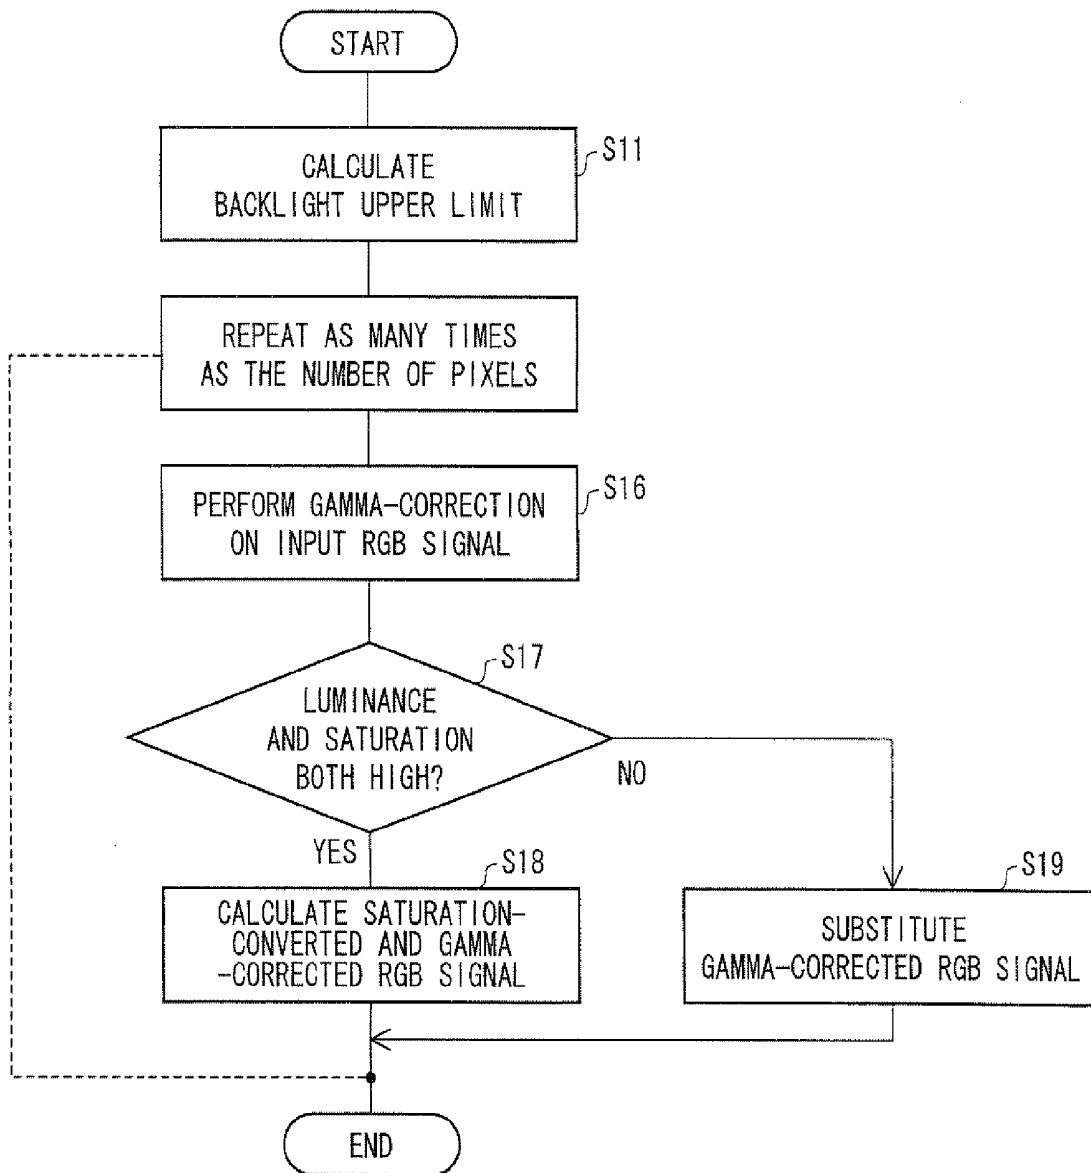 START
S11
CALCULATE
BACKLIGHT UPPER LIMIT
REPEAT AS MANY TIMES
AS THE NUMBER OF PIXELS
S16
PERFORM GAMMA-CORRECTION
ON INPUT RGB SIGNAL
S17
LUMINANCE
AND SATURATION
BOTH HIGH?
NO
YES
S18
CALCULATE SATURATION-
CONVERTED AND GAMMA
-CORRECTED RGB SIGNAL
S19
SUBSTITUTE
GAMMA-CORRECTED RGB SIGNAL
END